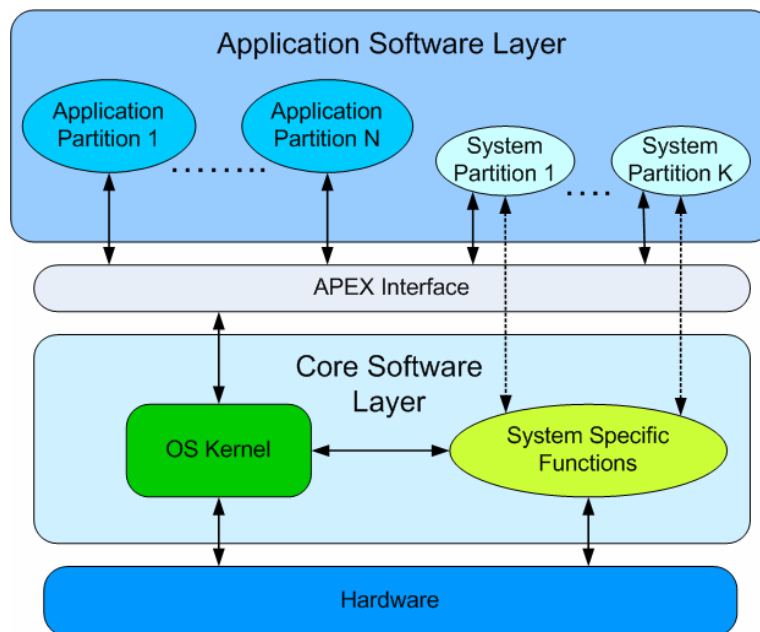 Application Software Layer
Application
Partition 1
Application
Partition N
System
Partition 1
System
Partition K
APEX Interface
Core Software
Layer
OS Kernel
System Specific
Functions
Hardware